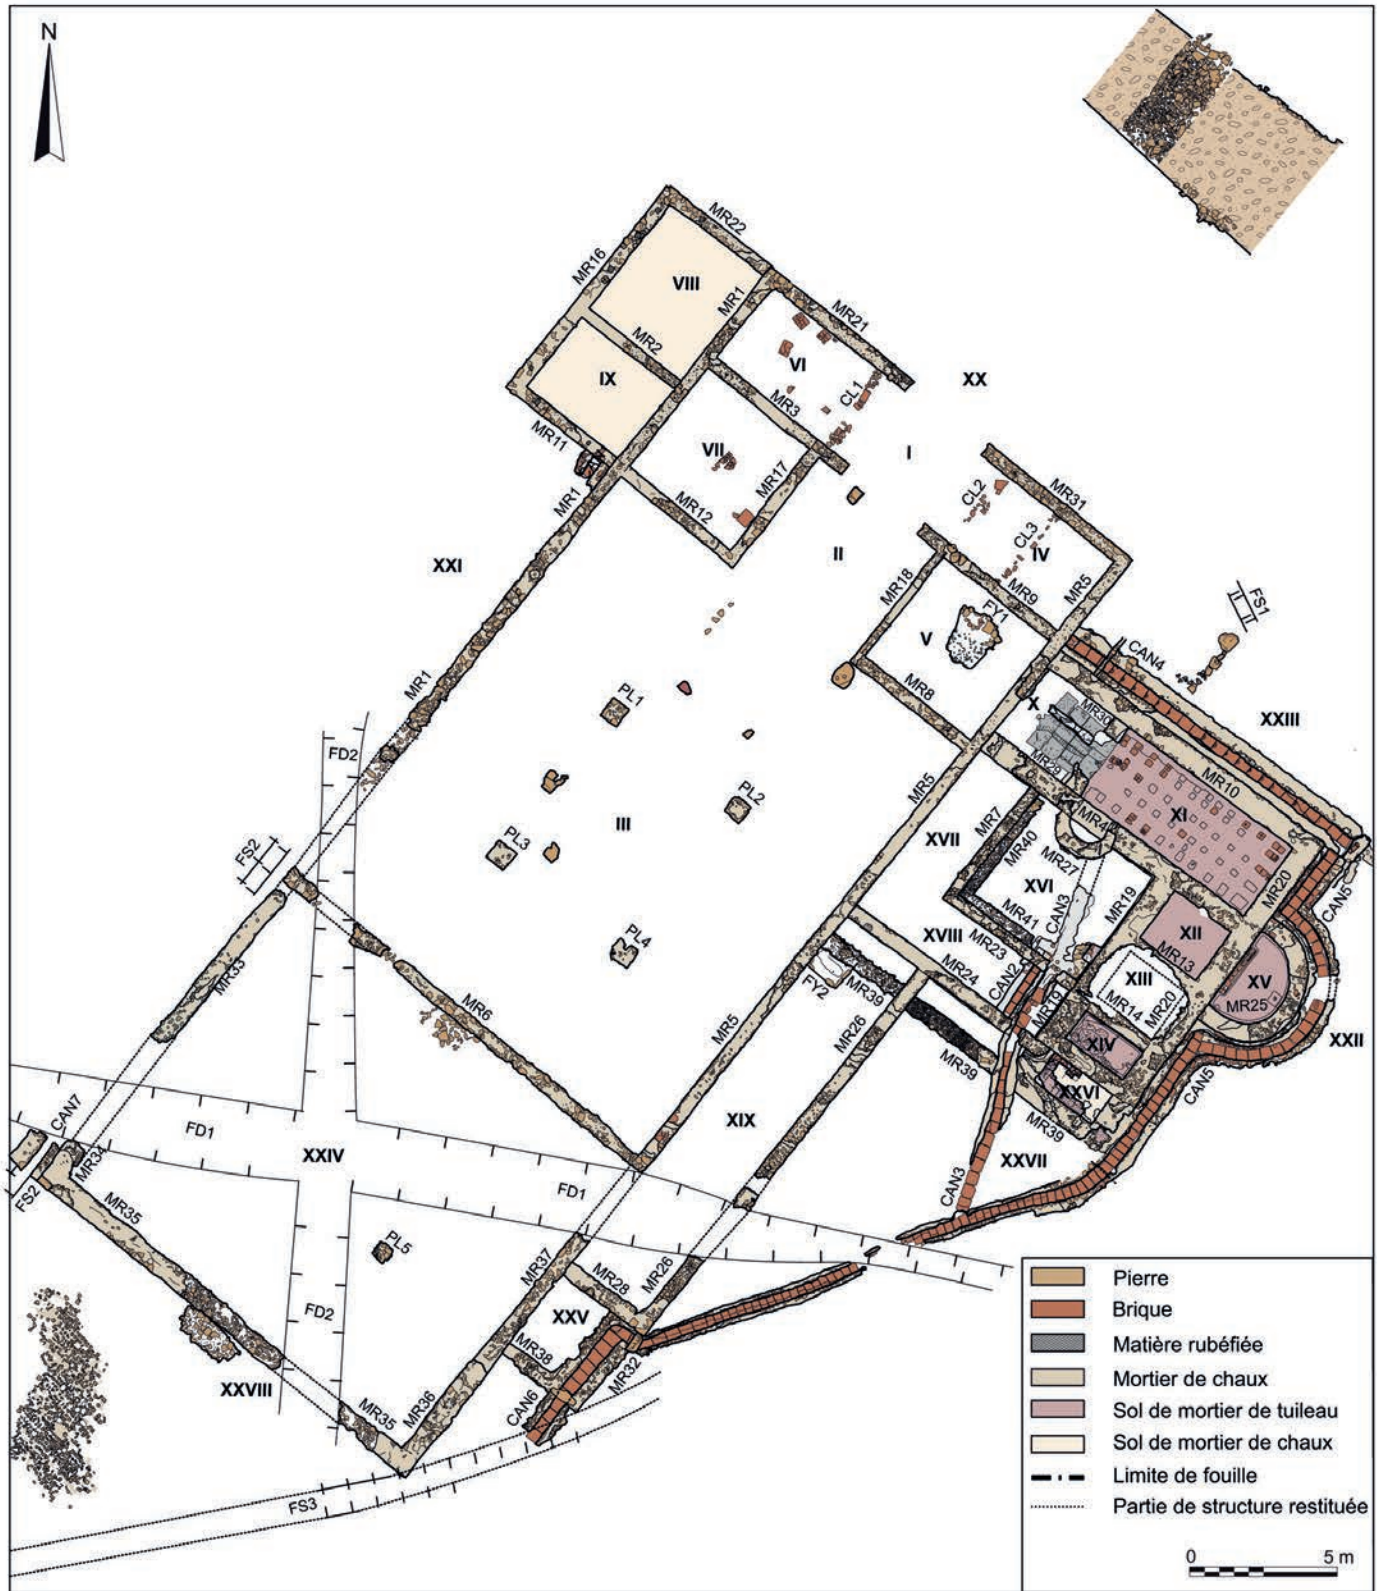 N
MR22
MR16
VIII
MR1
MR21
MR2
VI
XX
IX
MR3
CL1
MR11
VII
MR17
I
MR31
CL2
MR1
MR12
CL3
IV
XXI
II
MR18
MR9
MR5
FY1
FS1
V
CAN4
MR1
MR8
PL1
X
MR30
XXIII
FD2
MR29
MR10
MR5
PL2
XI
III
MR4
MR7
PL3
XVII
MR40
MR27
MR20
FS2
XVI
MR19
CAN5
CAN3
XII
PL4
XVIII
MR41
MR23
MR13
XV
MR33
MR24
CAN2
XIII
FY2
MR39
MR14
MR20
MR25
MR6
MR5
MR26
MR19
XXII
XIV
MR39
CAN5
XXVI
CAN7
FD1
XIX
MR39
XXIV
XXVII
MR34
FD1
CAN3
FS2
MR35
PL5
MR37
MR28
MR26
FD2
XXV
MR38
MR32
XXVIII
MR35
MR36
CAN6
FS3
Pierre
Brique
Matière rubéfiée
Mortier de chaux
Sol de mortier de tuileau
Sol de mortier de chaux
Limite de fouille
Partie de structure restituée
0 5 m